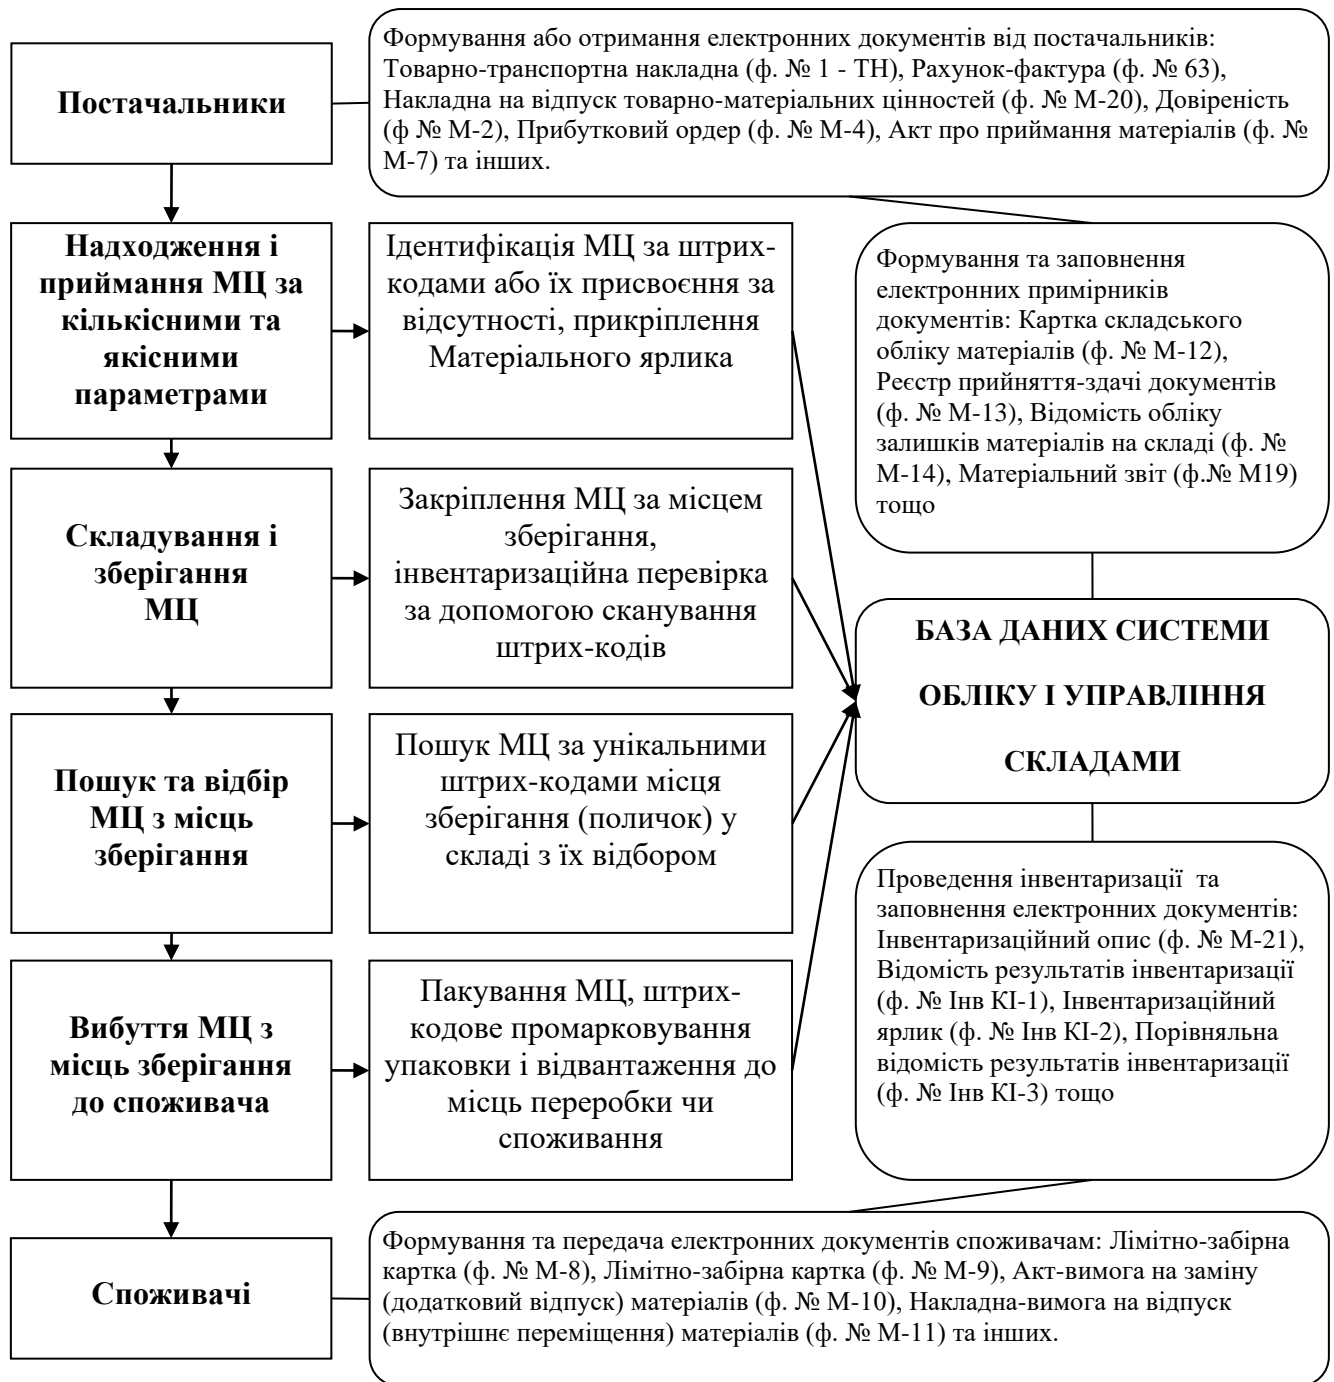 Постачальники
Формування або отримання електронних документів від постачальників:
Товарно-транспортна накладна (ф. № 1 - ТН), Рахунок-фактура (ф. № 63),
Накладна на відпуск товарно-матеріальних цінностей (ф. № М-20), Довіреність
(ф № М-2), Прибутковий ордер (ф. № М-4), Акт про приймання матеріалів (ф. №
М-7) та інших.
Надходження і
приймання МЦ за
кількісними та
якісними
параметрами
Ідентифікація МЦ за штрих-
кодами або їх присвоєння за
відсутності, прикріплення
Матеріального ярлика
Формування та заповнення
електронних примірників
документів: Картка складського
обліку матеріалів (ф. № М-12),
Реєстр прийняття-здачі документів
(ф. № М-13), Відомість обліку
залишків матеріалів на складі (ф. №
М-14), Матеріальний звіт (ф.№ М19)
тощо
Складування і
зберігання
МЦ
Закріплення МЦ за місцем
зберігання,
інвентаризаційна перевірка
за допомогою сканування
штрих-кодів
БАЗА ДАНИХ СИСТЕМИ
ОБЛІКУ І УПРАВЛІННЯ
СКЛАДАМИ
Пошук та відбір
МЦ з місць
зберігання
Пошук МЦ за унікальними
штрих-кодами місця
зберігання (поличок) у
складі з їх відбором
Проведення інвентаризації  та
заповнення електронних документів:
Інвентаризаційний опис (ф. № М-21),
Відомість результатів інвентаризації
(ф. № Інв КІ-1), Інвентаризаційний
ярлик (ф. № Інв КІ-2), Порівняльна
відомість результатів інвентаризації
(ф. № Інв КІ-3) тощо
Вибуття МЦ з
місць зберігання
до споживача
Пакування МЦ, штрих-
кодове промарковування
упаковки і відвантаження до
місць переробки чи
споживання
Споживачі
Формування та передача електронних документів споживачам: Лімітно-забірна
картка (ф. № М-8), Лімітно-забірна картка (ф. № М-9), Акт-вимога на заміну
(додатковий відпуск) матеріалів (ф. № М-10), Накладна-вимога на відпуск
(внутрішнє переміщення) матеріалів (ф. № М-11) та інших.